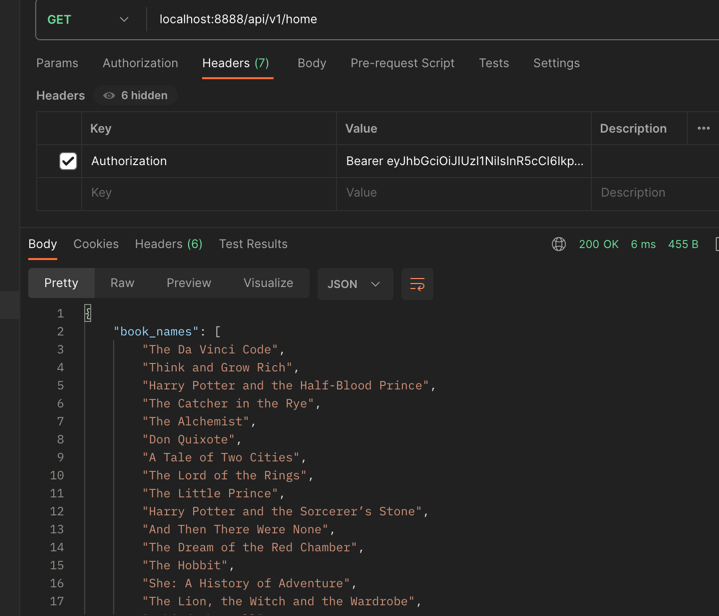 GET localhost:8888/api/v1/home
Params Authorization Headers (7) Body Pre-request Script Tests Settings
Headers 6 hidden
Key Value Description
Authorization Bearer eyJhbGciOiJIUzI1NiIsInR5cCI6Ikp...
Key Value Description
Body Cookies Headers (6) Test Results 200 OK 6 ms 455 B
Pretty Raw Preview Visualize JSON
1 {
2 "book_names": [
3 "The Da Vinci Code",
4 "Think and Grow Rich",
5 "Harry Potter and the Half-Blood Prince",
6 "The Catcher in the Rye",
7 "The Alchemist",
8 "Don Quixote",
9 "A Tale of Two Cities",
10 "The Lord of the Rings",
11 "The Little Prince",
12 "Harry Potter and the Sorcerer’s Stone",
13 "And Then There Were None",
14 "The Dream of the Red Chamber",
15 "The Hobbit",
16 "She: A History of Adventure",
17 "The Lion, the Witch and the Wardrobe",